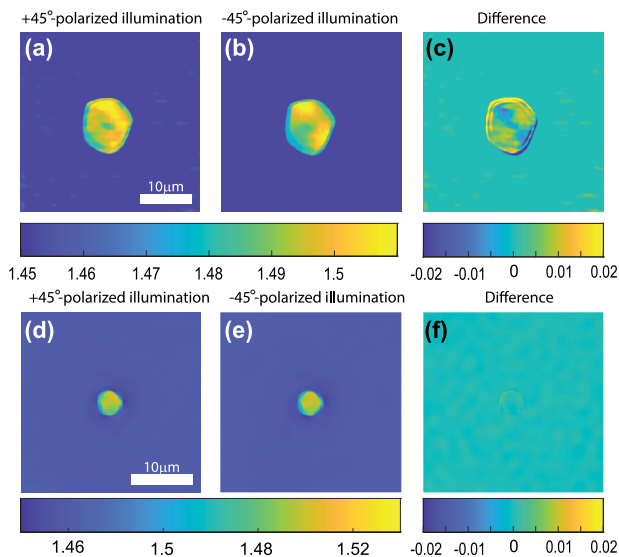 +45°-polarized illumination -45°-polarized illumination Difference
(a) (b) (c)
10μm
1.45 1.46 1.47 1.48 1.49 1.5 -0.02 -0.01 0 0.01 0.02
+45°-polarized illumination -45°-polarized illumination Difference
(d) (e) (f)
10μm
1.46 1.5 1.48 1.52 -0.02 -0.01 0 0.01 0.02